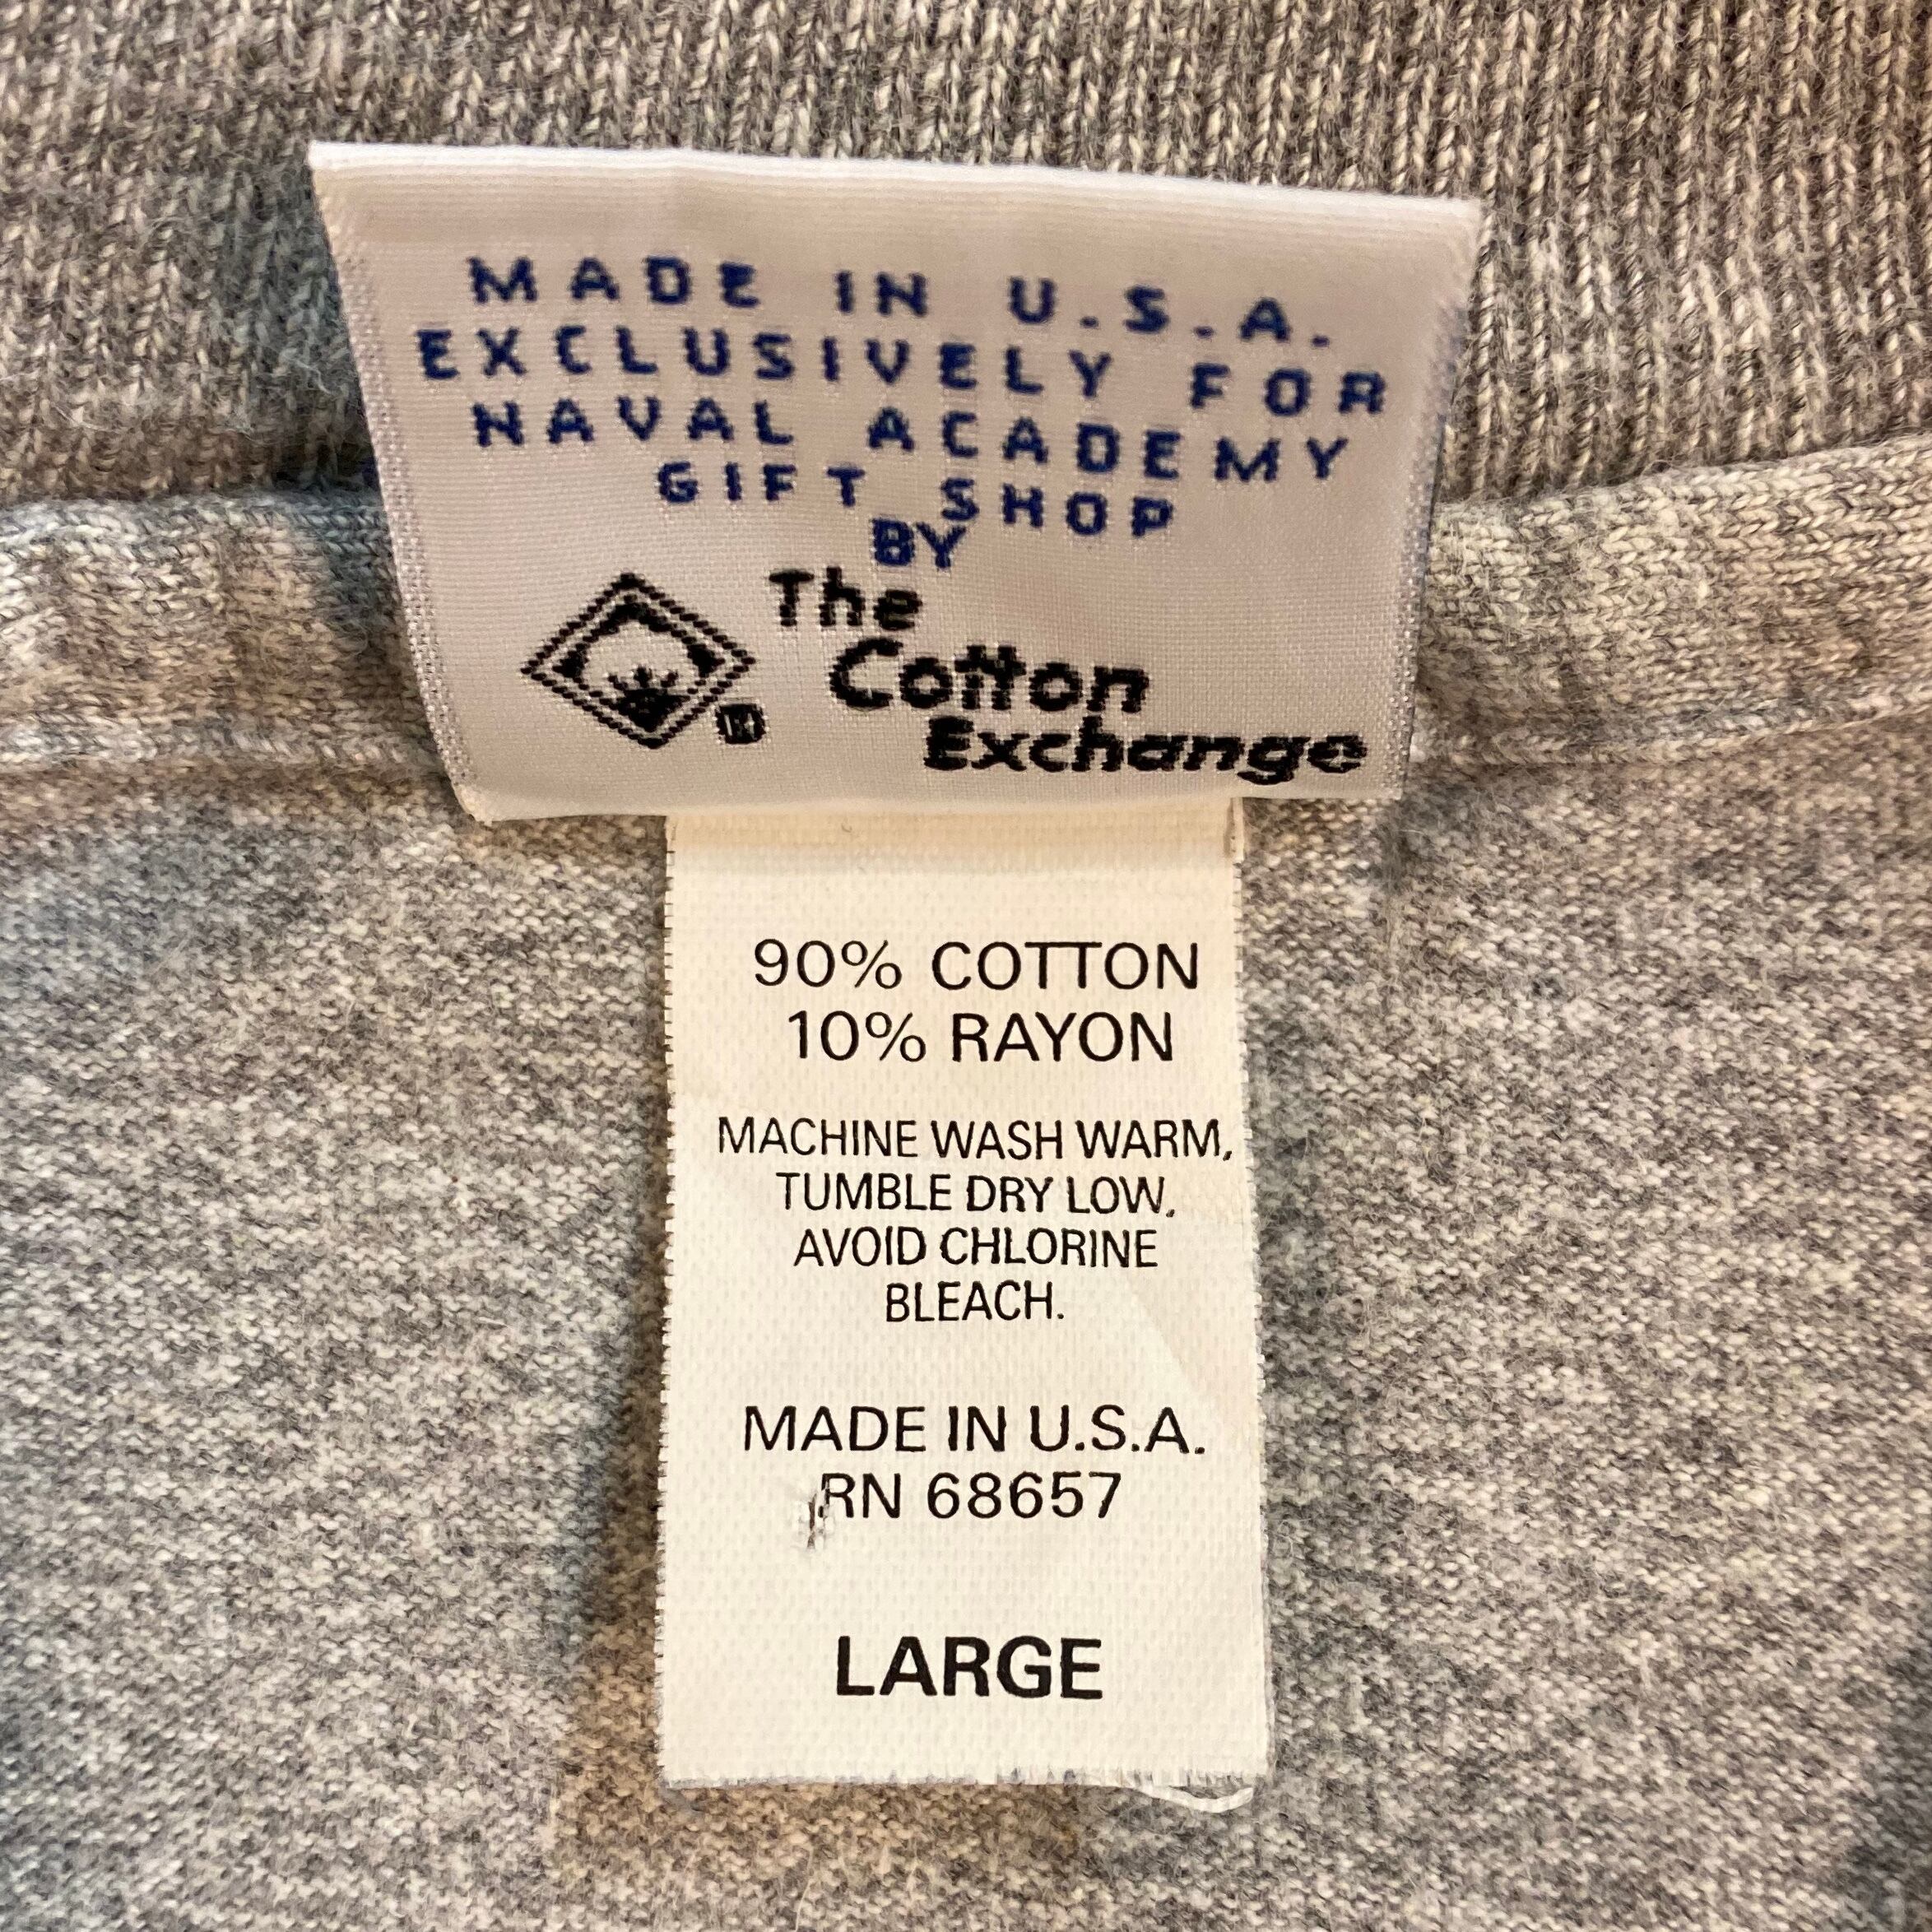 MADE IN U.S.A.
EXCLUSIVELY FOR
NAVAL ACADEMY
GIFT SHOP
BY
The
Cotton
Exchange
®
90% COTTON
10% RAYON
MACHINE WASH WARM,
TUMBLE DRY LOW,
AVOID CHLORINE
BLEACH.
MADE IN U.S.A.
RN 68657
LARGE